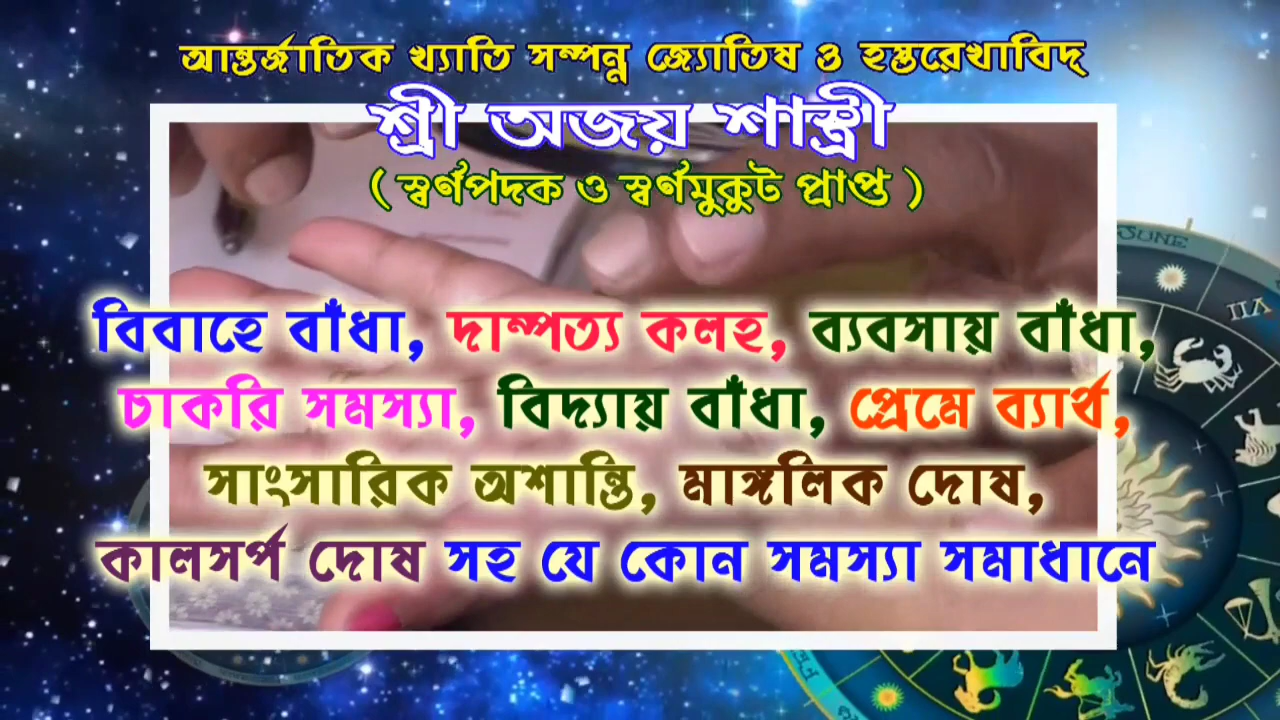 আন্তর্জাতিক খ্যাতি সম্পন্ন জ্যোতিষ ও হস্তরেখাবিদ্
শ্রী অজয় শাস্ত্রী
( স্বর্ণপদক ও স্বর্ণমুকুট প্রাপ্ত )
বিবাহে বাঁধা, দাম্পত্য কলহ, ব্যবসায় বাঁধা,
চাকরি সমস্যা, বিদ্যায় বাঁধা, প্রেমে ব্যার্থ,
সাংসারিক অশান্তি, মাঙ্গলিক দোষ,
কালসর্প দোষ সহ যে কোন সমস্যা সমাধানে